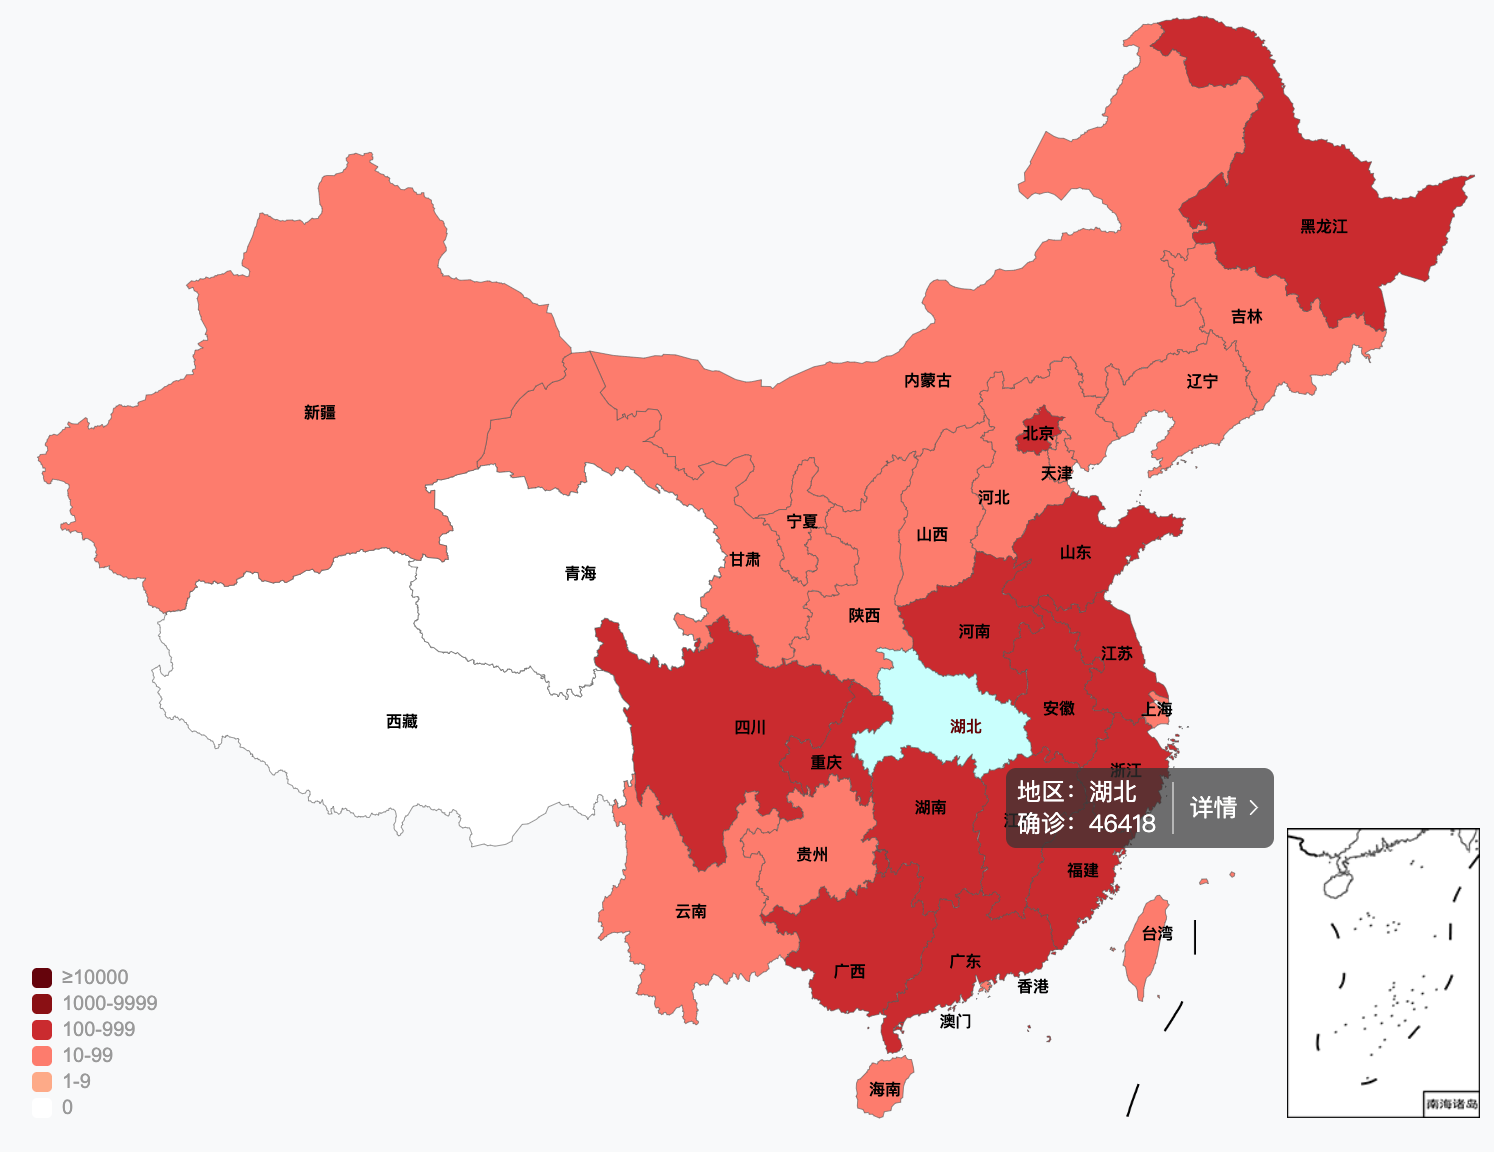 黑龙江
吉林
辽宁
内蒙古
新疆
北京
天津
河北
宁夏
山西
山东
甘肃
青海
陕西
河南
江苏
上海
安徽
西藏
四川
湖北
重庆
浙江
地区：湖北
确诊：46418
详情 >
湖南
江
贵州
福建
云南
台湾
广西
广东
香港
澳门
海南
≥10000
1000-9999
100-999
10-99
1-9
0
南海诸岛